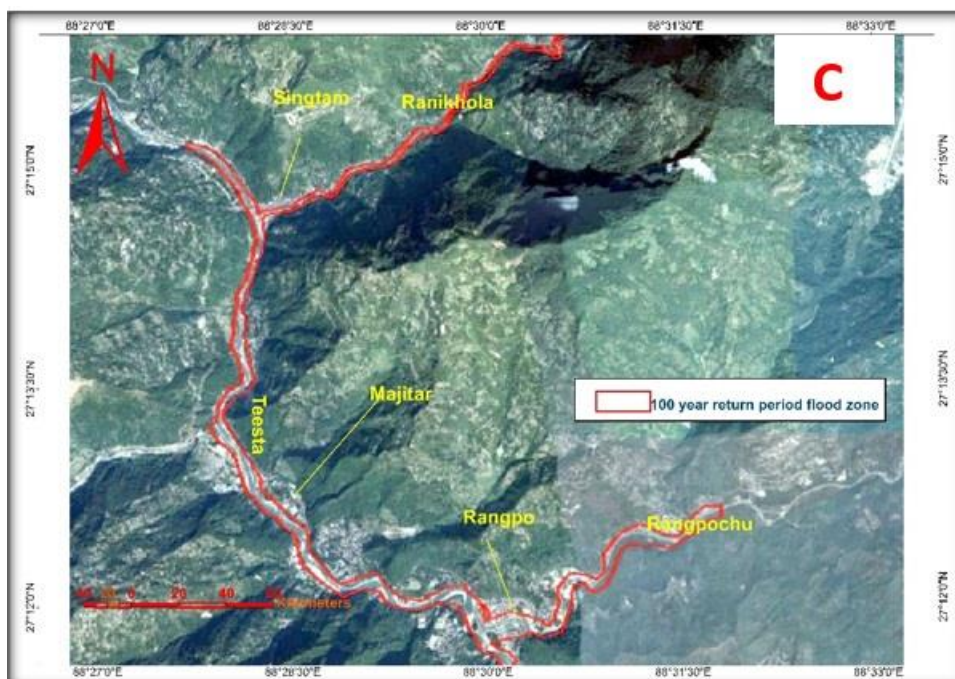 88°27'0"E 88°28'30"E 88°30'0"E 88°31'30"E 88°33'0"E
N
C
Singtam
Ranikhola
27°15'0"N 27°15'0"N
27°13'30"N 27°13'30"N
Majitar
100 year return period flood zone
Teesta
Rangpo
Rangpochu
20 40
Kilometers
27°12'0"N 27°12'0"N
88°27'0"E 88°28'30"E 88°30'0"E 88°31'30"E 88°33'0"E